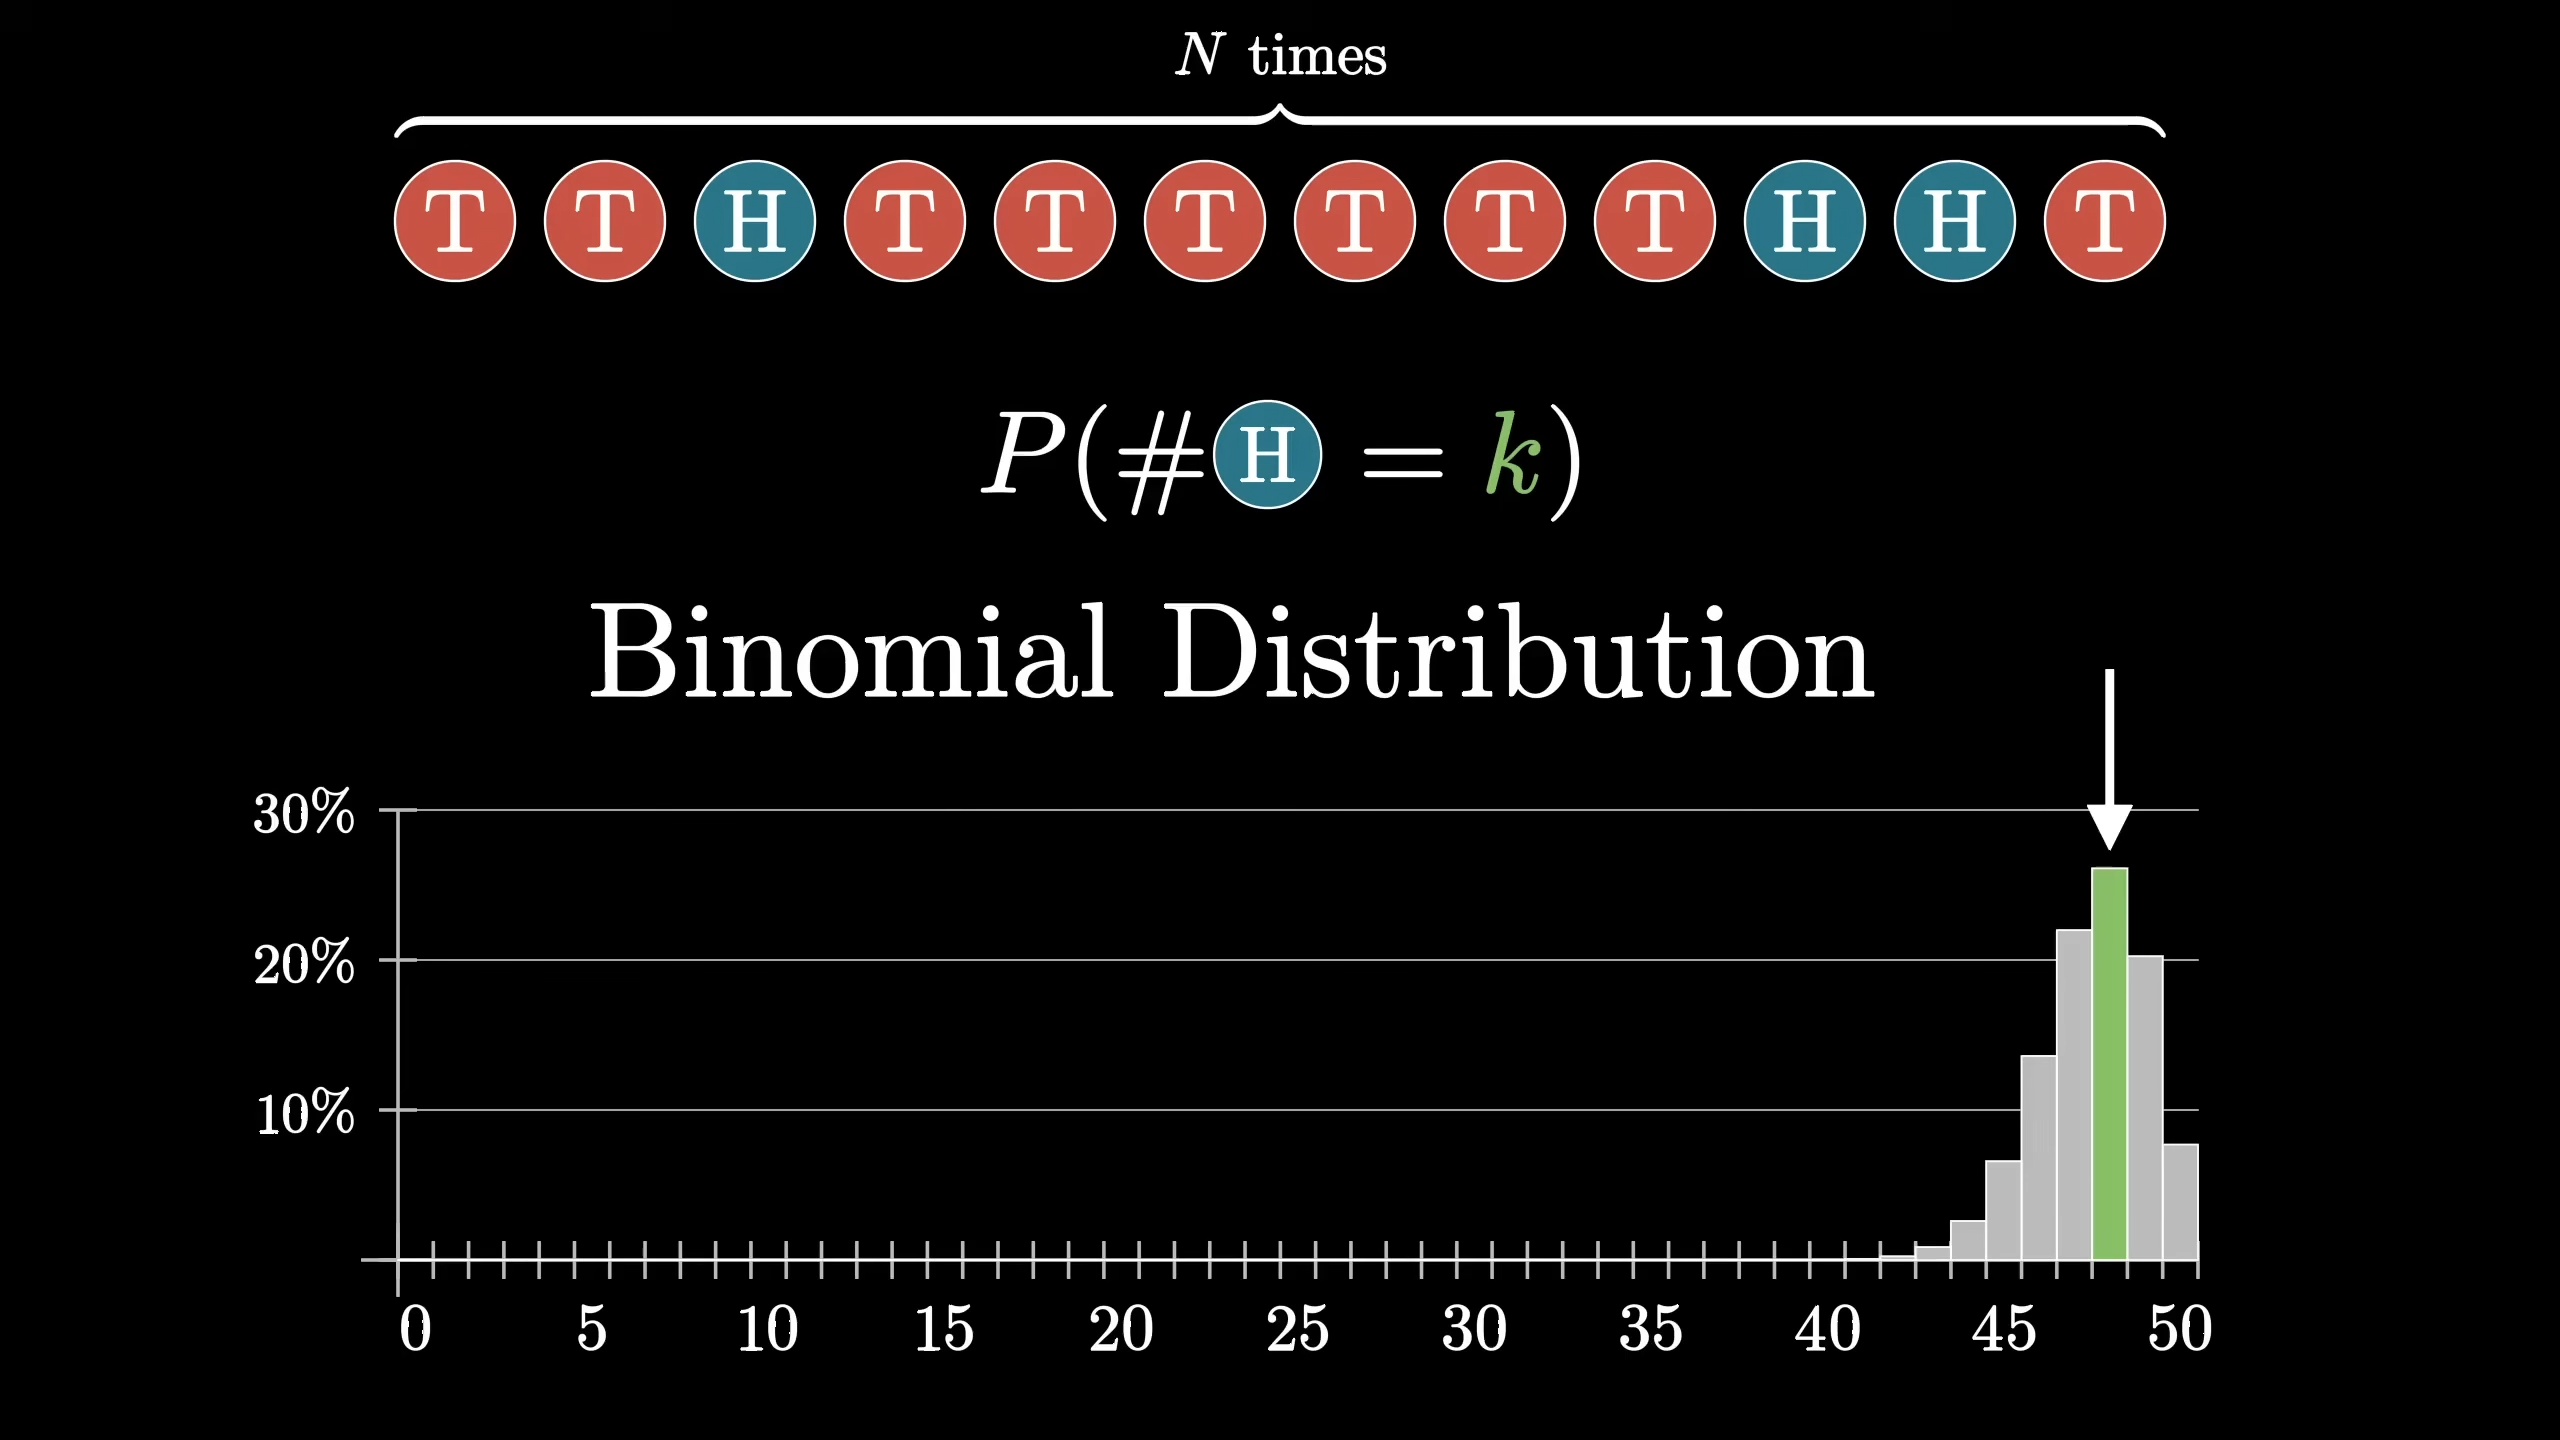 N times
T T H T T T T T T H H T
P(#H = k)
Binomial Distribution
30%
20%
10%
0 5 10 15 20 25 30 35 40 45 50